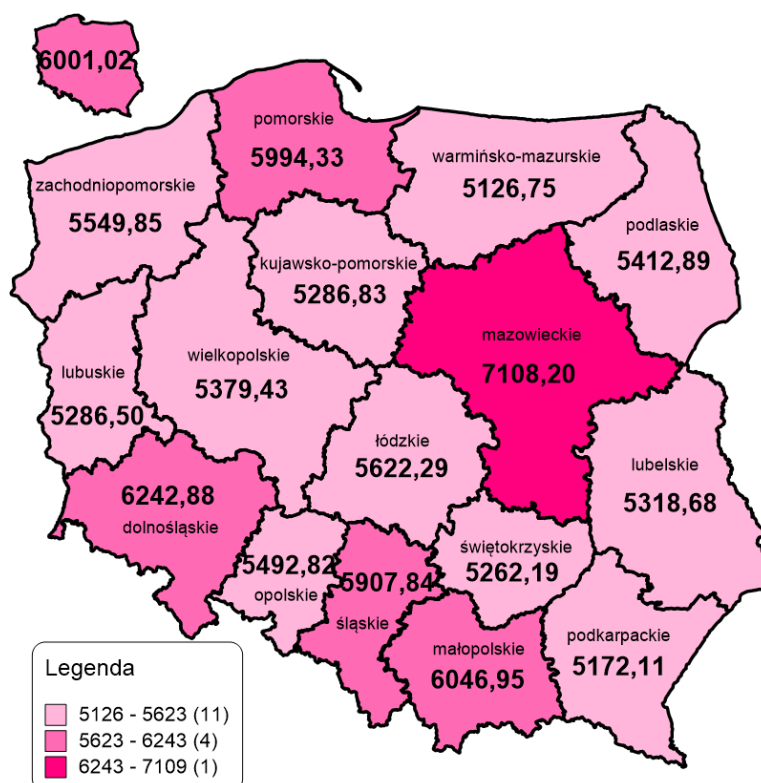 6001,02
pomorskie
5994,33
warmińsko-mazurskie
5126,75
zachodniopomorskie
5549,85
podlaskie
5412,89
kujawsko-pomorskie
5286,83
mazowieckie
7108,20
wielkopolskie
5379,43
lubuskie
5286,50
łódzkie
5622,29
lubelskie
5318,68
6242,88
dolnośląskie
5492,82
opolskie
5907,84
śląskie
świętokrzyskie
5262,19
małopolskie
6046,95
podkarpackie
5172,11
Legenda
5126 - 5623 (11)
5623 - 6243 (4)
6243 - 7109 (1)